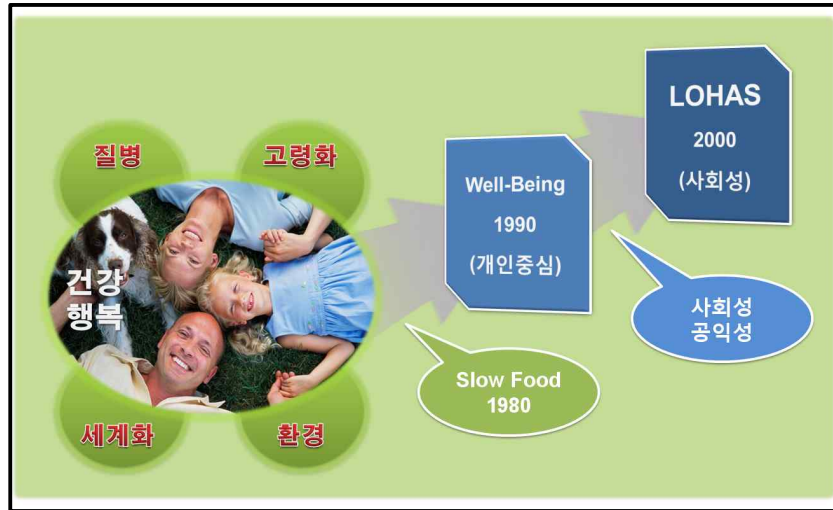 질병
고령화
건강
행복
세계화
환경
Slow Food
1980
Well-Being
1990
(개인중심)
사회성
공익성
LOHAS
2000
(사회성)